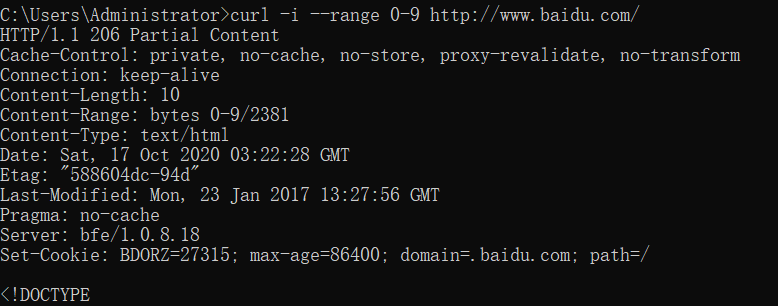 C:\Users\Administrator>curl -i --range 0-9 http://www.baidu.com/
HTTP/1.1 206 Partial Content
Cache-Control: private, no-cache, no-store, proxy-revalidate, no-transform
Connection: keep-alive
Content-Length: 10
Content-Range: bytes 0-9/2381
Content-Type: text/html
Date: Sat, 17 Oct 2020 03:22:28 GMT
Etag: "588604dc-94d"
Last-Modified: Mon, 23 Jan 2017 13:27:56 GMT
Pragma: no-cache
Server: bfe/1.0.8.18
Set-Cookie: BDORZ=27315; max-age=86400; domain=.baidu.com; path=/
<!DOCTYPE